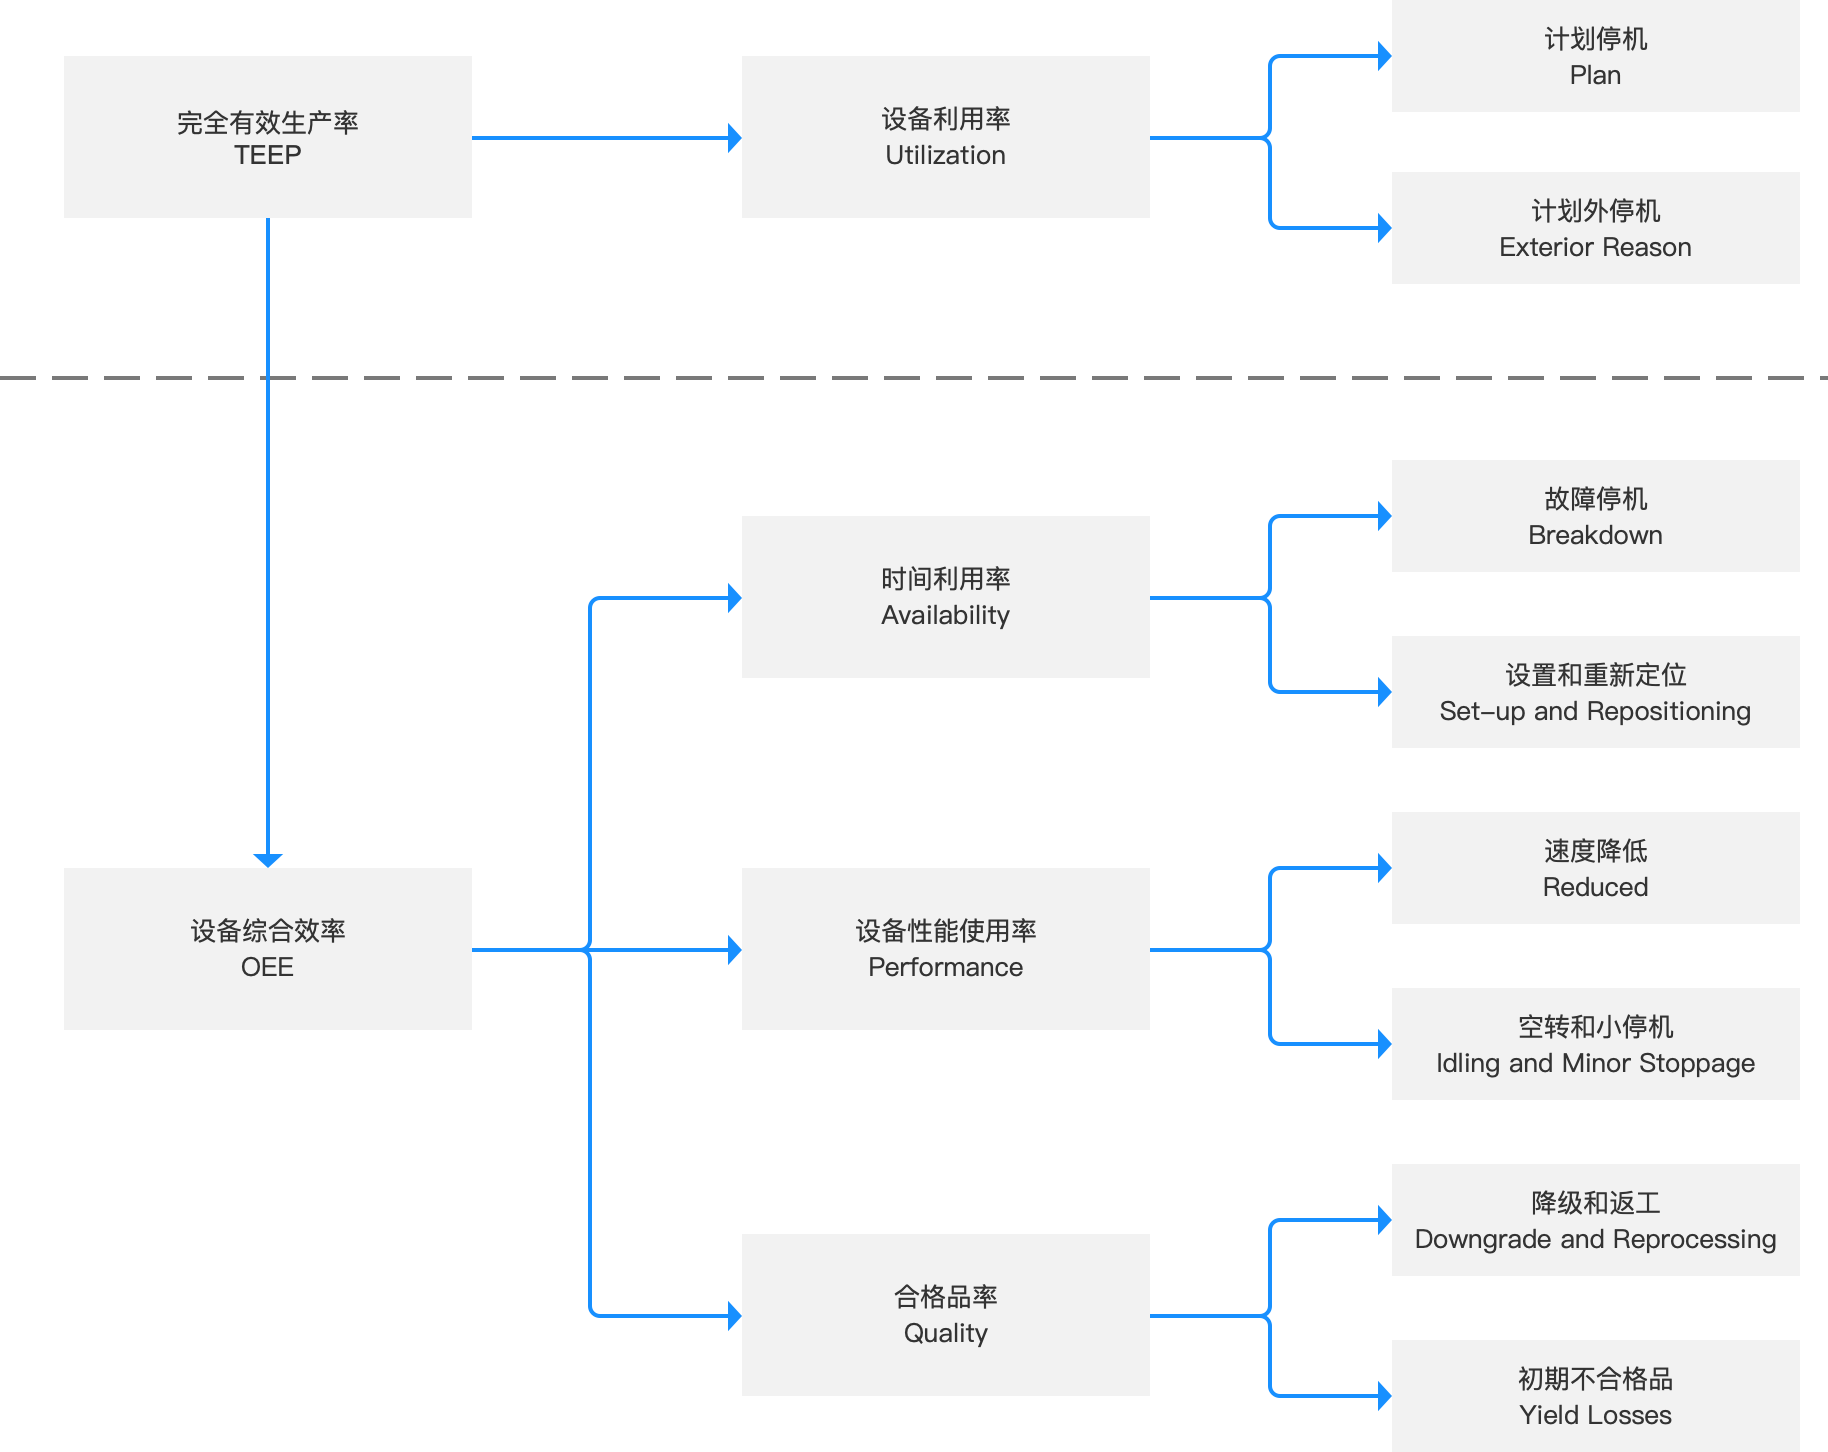 完全有效生产率
TEEP
设备利用率
Utilization
计划停机
Plan
计划外停机
Exterior Reason
设备综合效率
OEE
时间利用率
Availability
故障停机
Breakdown
设置和重新定位
Set-up and Repositioning
设备性能使用率
Performance
速度降低
Reduced
空转和小停机
Idling and Minor Stoppage
合格品率
Quality
降级和返工
Downgrade and Reprocessing
初期不合格品
Yield Losses